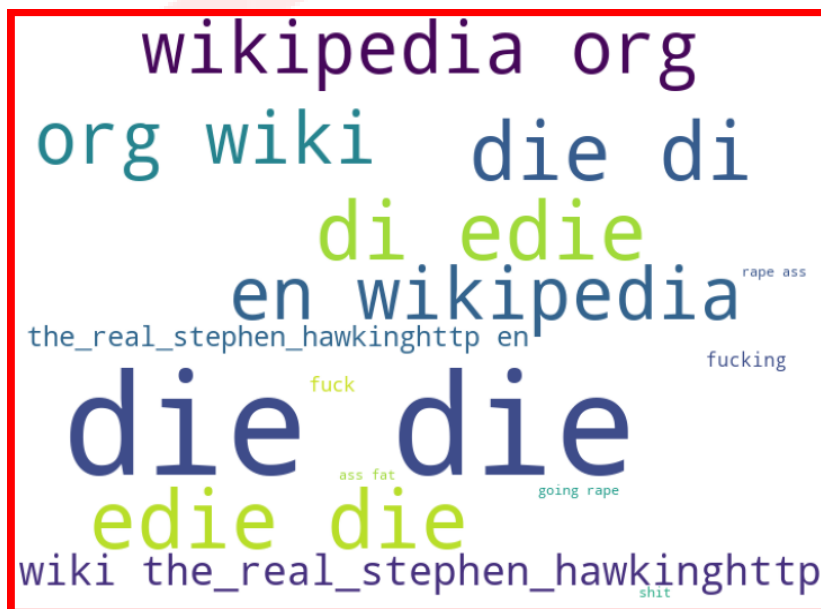 wikipedia org
org wiki
die di
di edie
en wikipedia
rape ass
the_real_stephen_hawkinghttp en
fucking
die die
fuck
ass fat
going rape
edie die
wiki the_real_stephen_hawkinghttp
shit